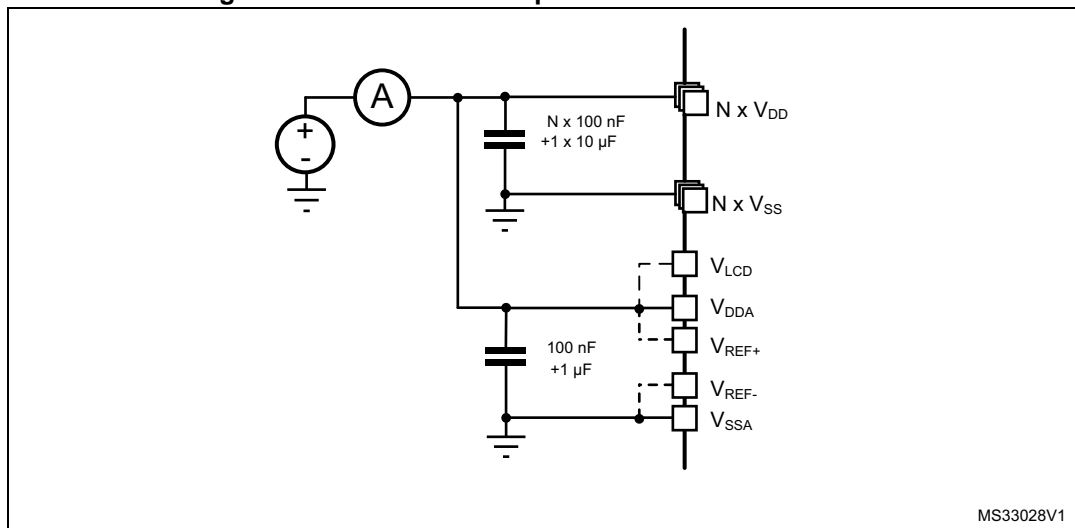 A
+
-
N x 100 nF
+1 x 10 µF
N x VDD
N x VSS
VLCD
VDDA
VREF+
100 nF
+1 µF
VREF-
VSSA
MS33028V1